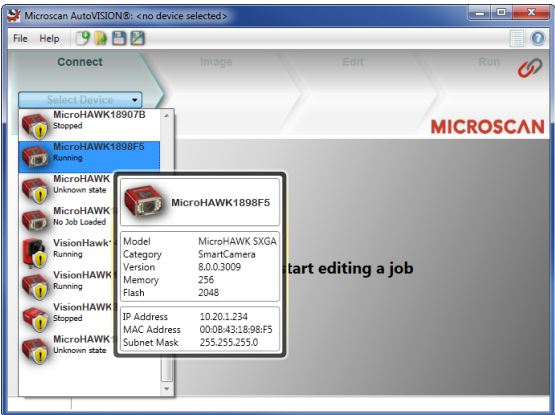 Microscan AutoVISION®: <no device selected>
File Help
Connect Image Edit Run
Select Device
MICROSCAN
MicroHAWK18907B
Stopped
MicroHAWK1898F5
Running
MicroHAWK
Unknown state
MicroHAWK
No Job Loaded
VisionHawk
Running
VisionHAWK
Running
VisionHAWK
Stopped
MicroHAWK
Unknown state
MicroHAWK1898F5
Model MicroHAWK SXGA
Category SmartCamera
Version 8.0.0.3009
Memory 256
Flash 2048
IP Address 10.20.1.234
MAC Address 00:0B:43:18:98:F5
Subnet Mask 255.255.255.0
start editing a job